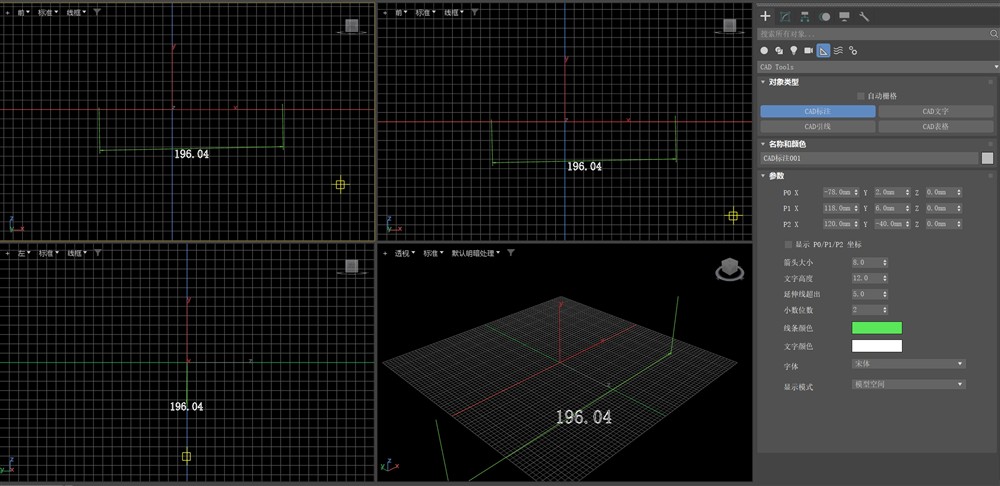 + 前 标准 线框
+ 前 标准 线框
y
x
196.04
z
x
y
x
196.04
z
x
+ 左 标准 线框
+ 透视 标准 默认明暗处理
y
196.04
z
y x
y
196.04
z
y x
搜索所有对象...
CAD Tools
对象类型
自动栅格
CAD标注 CAD文字
CAD引线 CAD表格
名称和颜色
CAD标注001
参数
P0 X -78.0mm Y 2.0mm Z 0.0mm
P1 X 118.0mm Y 6.0mm Z 0.0mm
P2 X 120.0mm Y -40.0mm Z 0.0mm
显示 P0/P1/P2 坐标
箭头大小 8.0
文字高度 12.0
延伸线超出 5.0
小数位数 2
线条颜色
文字颜色
字体 宋体
显示模式 模型空间